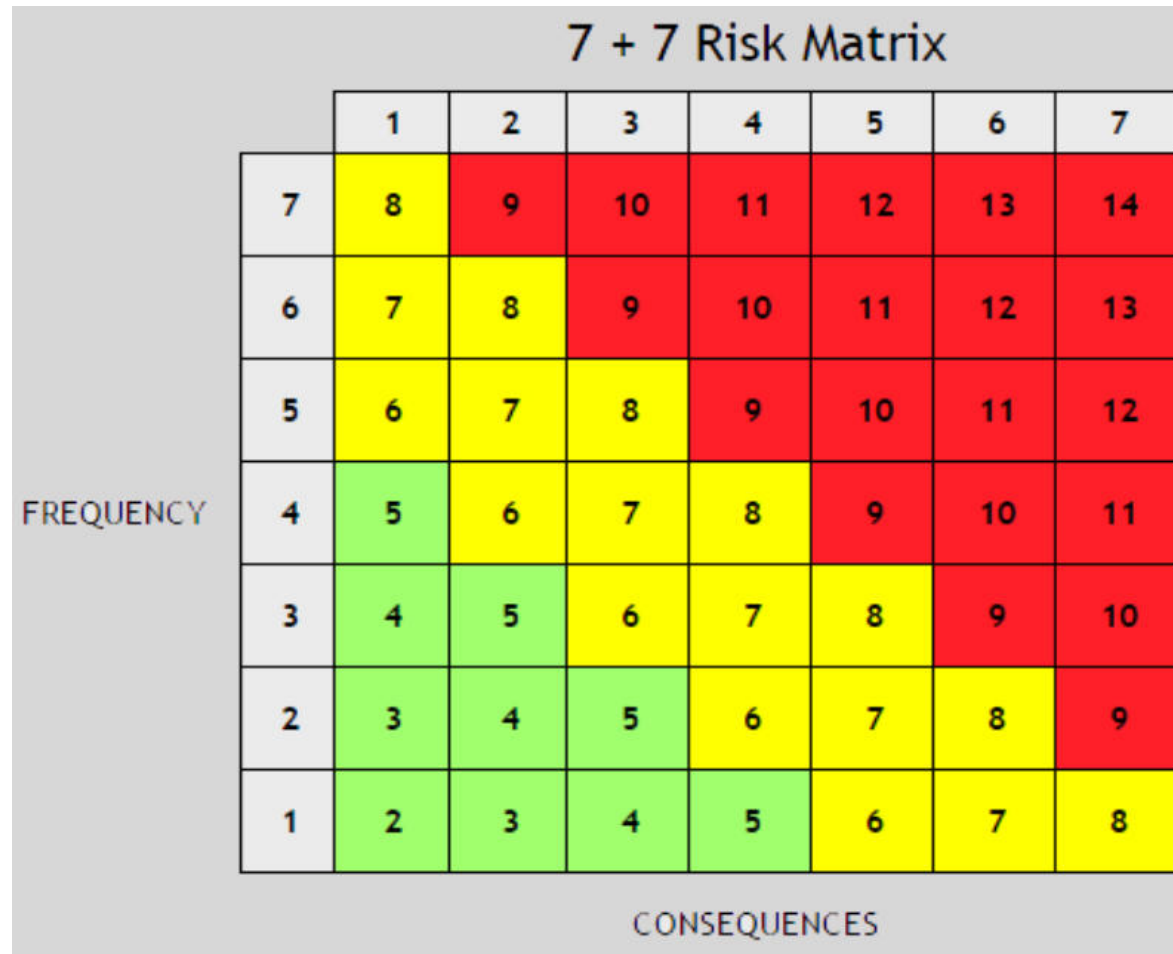 7 + 7 Risk Matrix
1 2 3 4 5 6 7
7 8 9 10 11 12 13 14
6 7 8 9 10 11 12 13
5 6 7 8 9 10 11 12
FREQUENCY 4 5 6 7 8 9 10 11
3 4 5 6 7 8 9 10
2 3 4 5 6 7 8 9
1 2 3 4 5 6 7 8
CONSEQUENCES